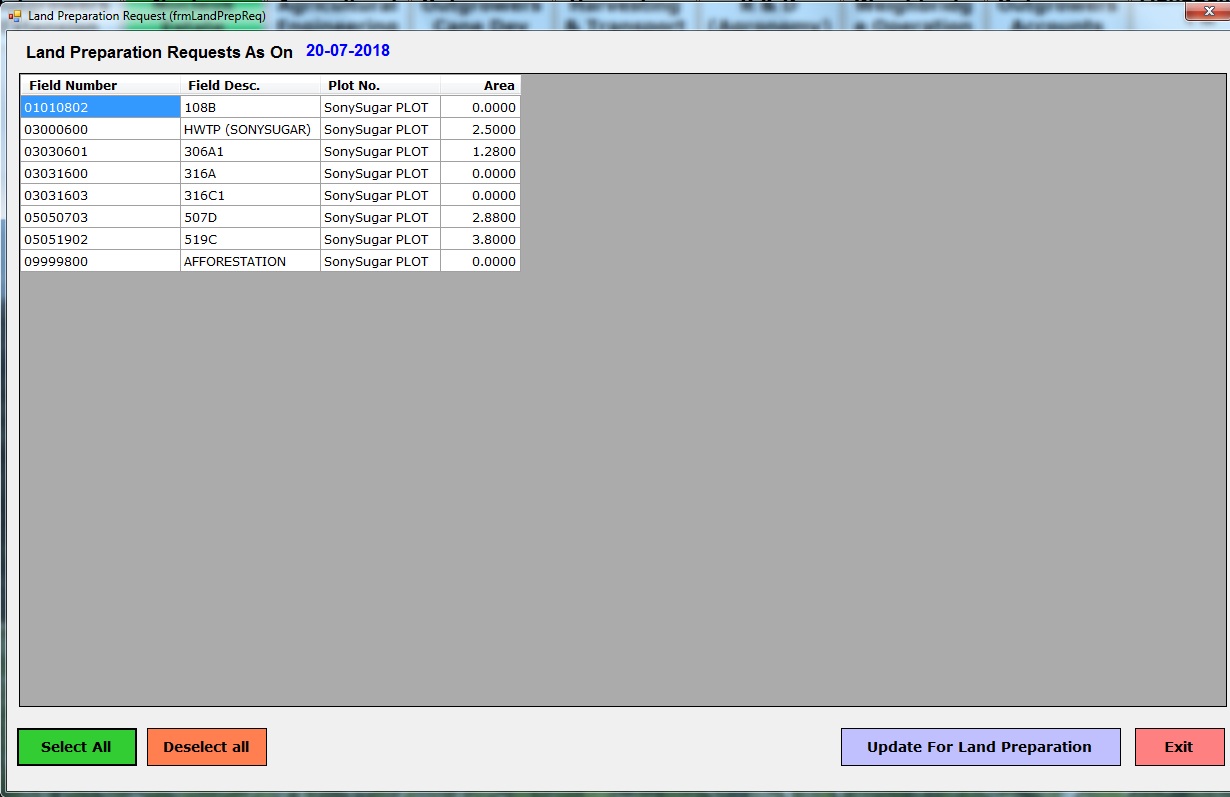 Land Preparation Request (frmLandPrepReq)
Land Preparation Requests As On 20-07-2018
Field Number Field Desc. Plot No. Area
01010802 108B SonySugar PLOT 0.0000
03000600 HWTP (SONYSUGAR) SonySugar PLOT 2.5000
03030601 306A1 SonySugar PLOT 1.2800
03031600 316A SonySugar PLOT 0.0000
03031603 316C1 SonySugar PLOT 0.0000
05050703 507D SonySugar PLOT 2.8800
05051902 519C SonySugar PLOT 3.8000
09999800 AFFORESTATION SonySugar PLOT 0.0000
Select All Deselect all Update For Land Preparation Exit